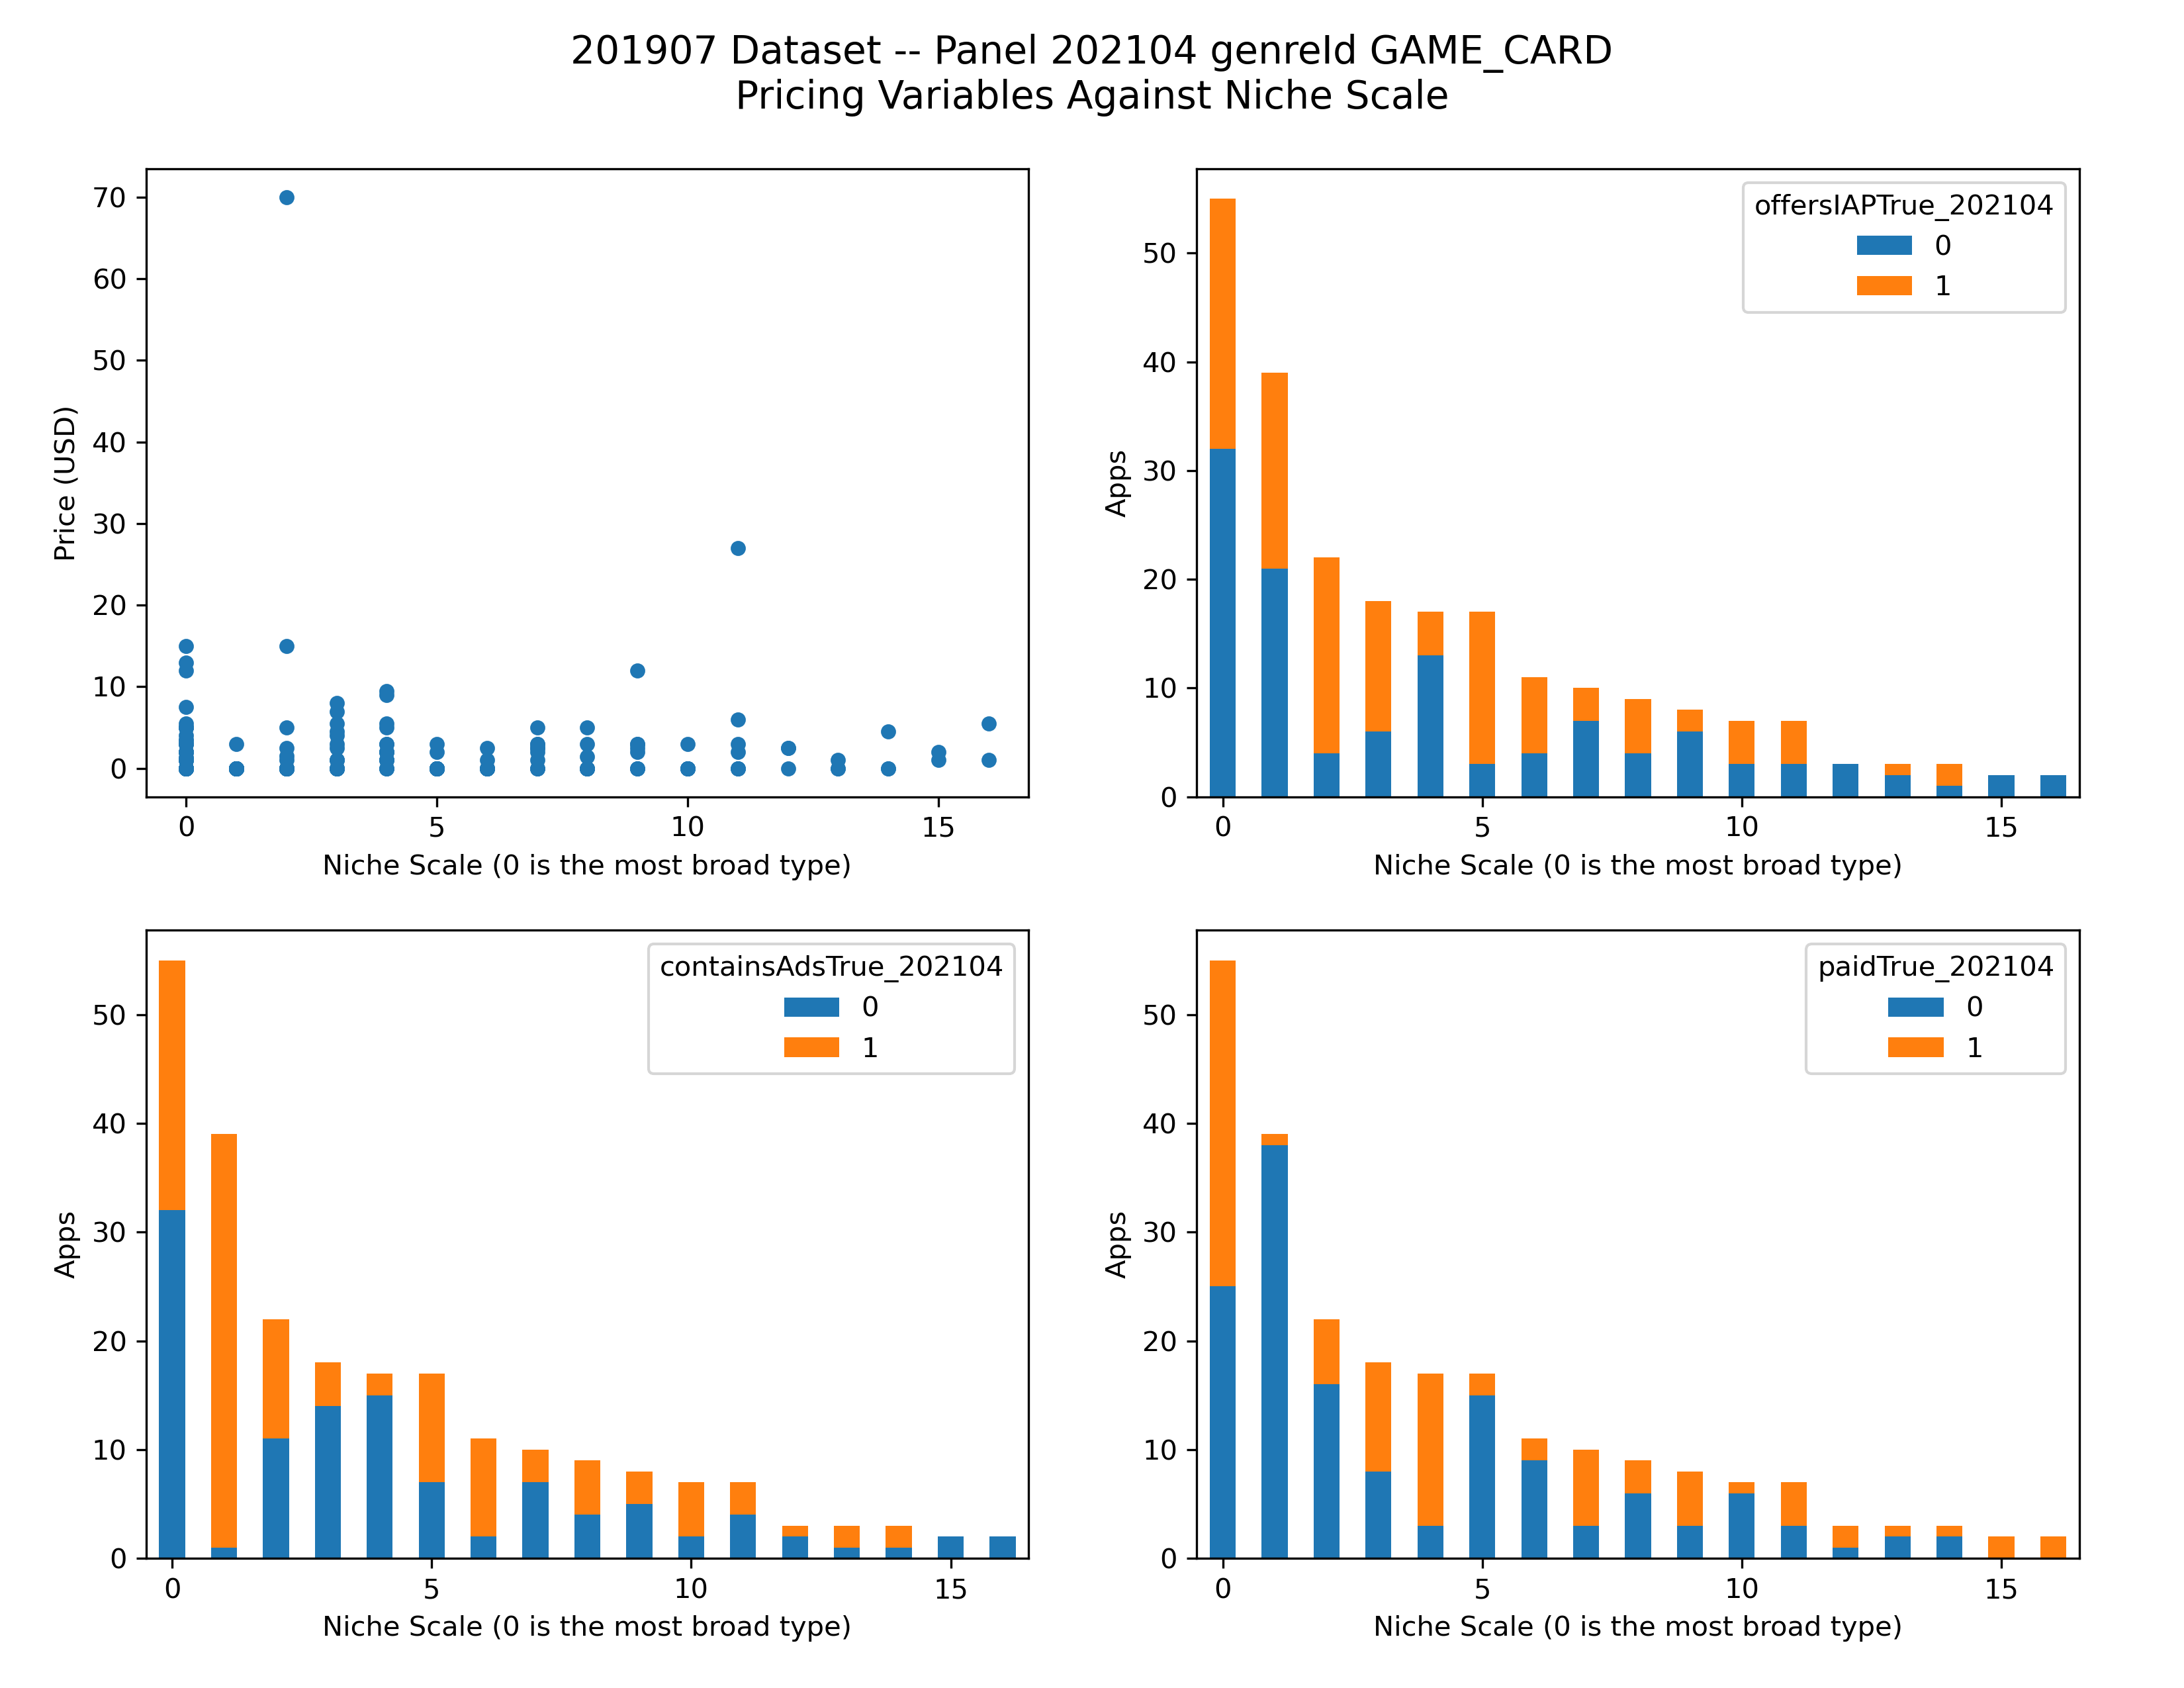 201907 Dataset -- Panel 202104 genreId GAME_CARD
Pricing Variables Against Niche Scale
70
60
50
40
30
20
10
0
Price (USD)
0 5 10 15
Niche Scale (0 is the most broad type)
offersIAPTrue_202104
0
1
50
40
30
20
10
0
Apps
0 5 10 15
Niche Scale (0 is the most broad type)
containsAdsTrue_202104
0
1
50
40
30
20
10
0
Apps
0 5 10 15
Niche Scale (0 is the most broad type)
paidTrue_202104
0
1
50
40
30
20
10
0
Apps
0 5 10 15
Niche Scale (0 is the most broad type)